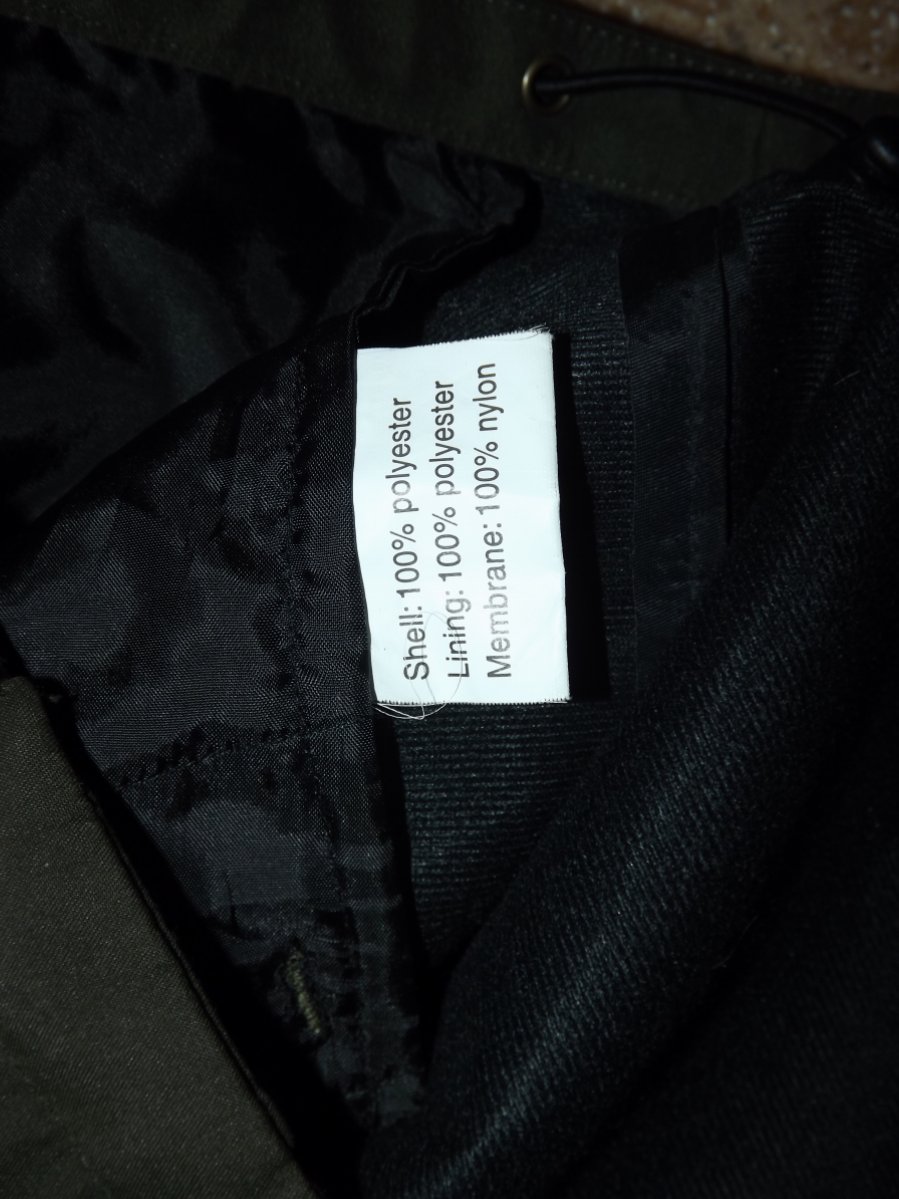 Shell: 100% polyester
Lining: 100% polyester
Membrane: 100% nylon